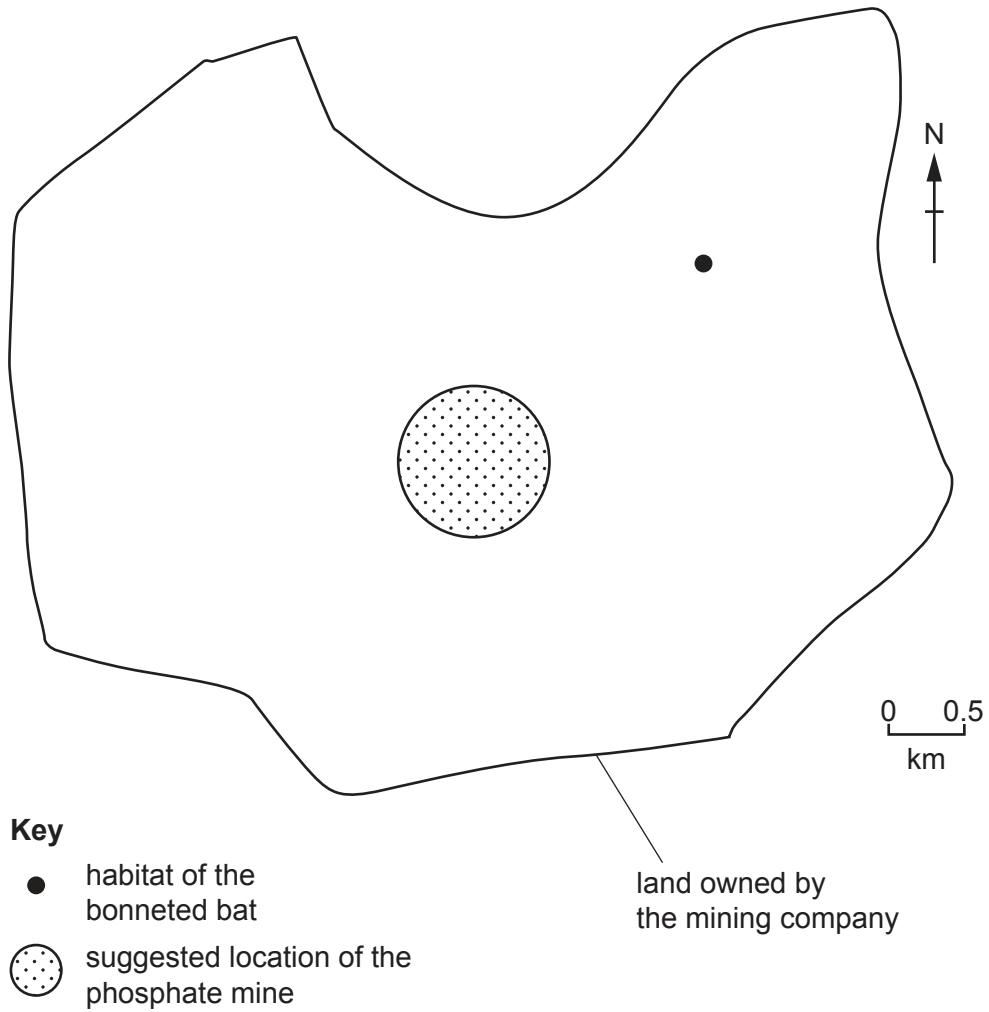 N
0 0.5
km
Key
habitat of the
bonneted bat
land owned by
the mining company
suggested location of the
phosphate mine